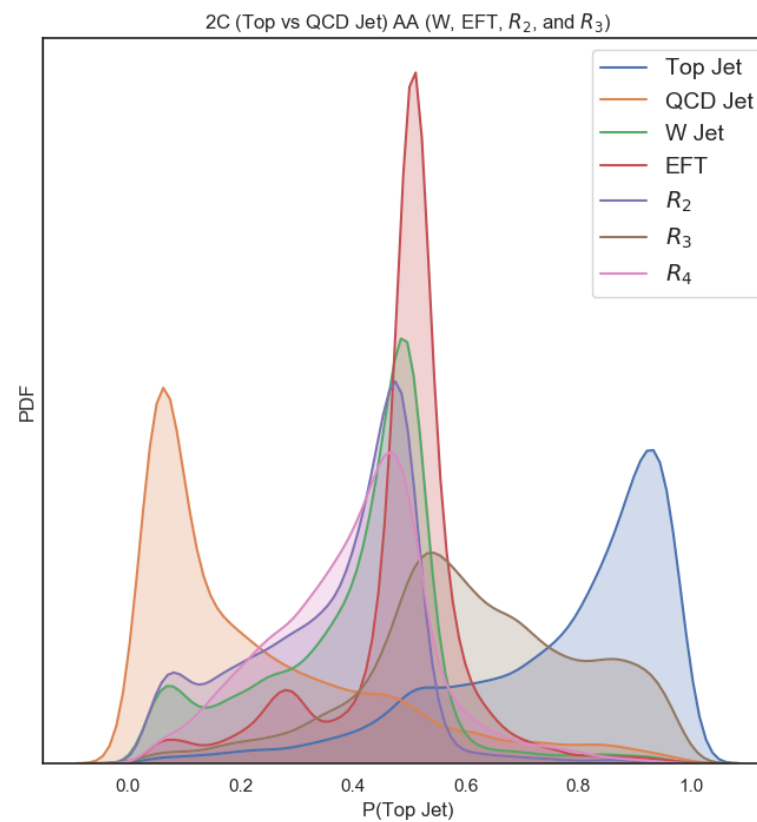 2C (Top vs QCD Jet) AA (W, EFT, R₂, and R₃)
Top Jet
QCD Jet
W Jet
EFT
R₂
R₃
R₄
PDF
0.0 0.2 0.4 0.6 0.8 1.0
P(Top Jet)